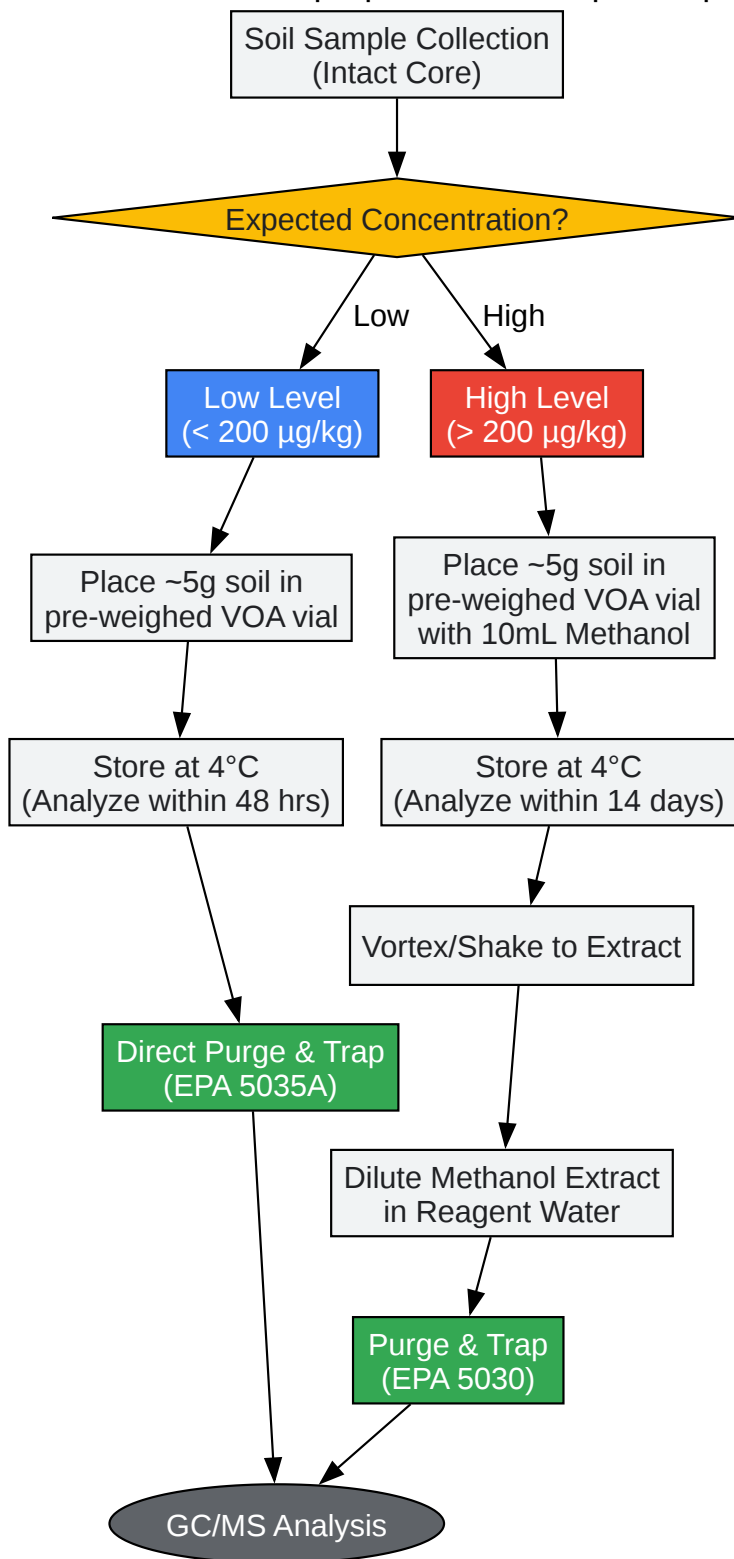 Soil Sample Collection
(Intact Core)
Expected Concentration?
Low
High
Low Level
(< 200 µg/kg)
High Level
(> 200 µg/kg)
Place ~5g soil in
pre-weighed VOA vial
Place ~5g soil in
pre-weighed VOA vial
with 10mL Methanol
Store at 4°C
(Analyze within 48 hrs)
Store at 4°C
(Analyze within 14 days)
Vortex/Shake to Extract
Direct Purge & Trap
(EPA 5035A)
Dilute Methanol Extract
in Reagent Water
Purge & Trap
(EPA 5030)
GC/MS Analysis